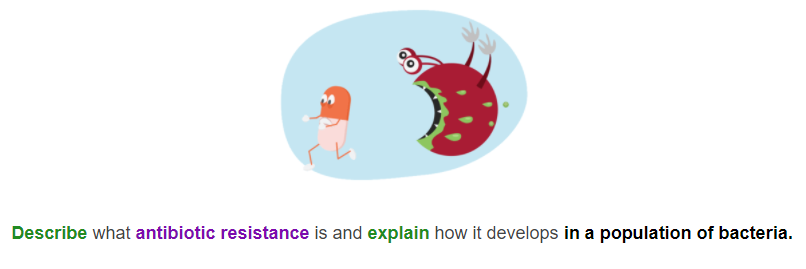 Describe what antibiotic resistance is and explain how it develops in a population of bacteria.